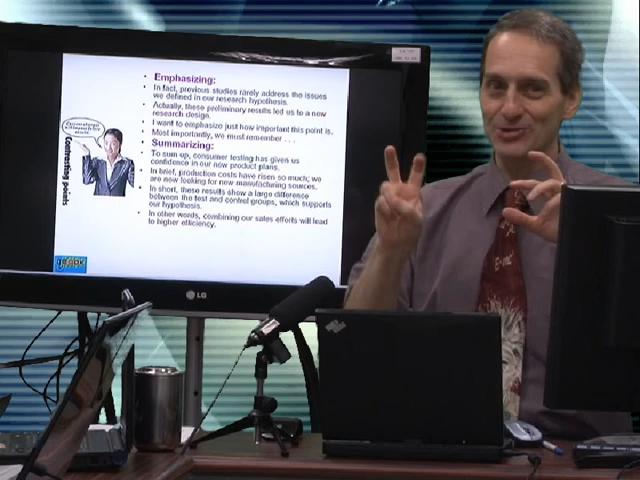 Emphasizing:
In fact, previous studies rarely address the issues
we defined in our research hypothesis.
Actually, these preliminary results led us to a new
research design.
I want to emphasize just how important this point is.
Most importantly, we must remember . . .
Summarizing:
To sum up, consumer testing has given us
confidence in our new product plans.
In brief, production costs have risen so much; we
are now looking for new manufacturing sources.
In short, these results show a large difference
between the test and control groups, which supports
our hypothesis.
In other words, combining our sales efforts will lead
to higher efficiency.
Contrasting points
LG